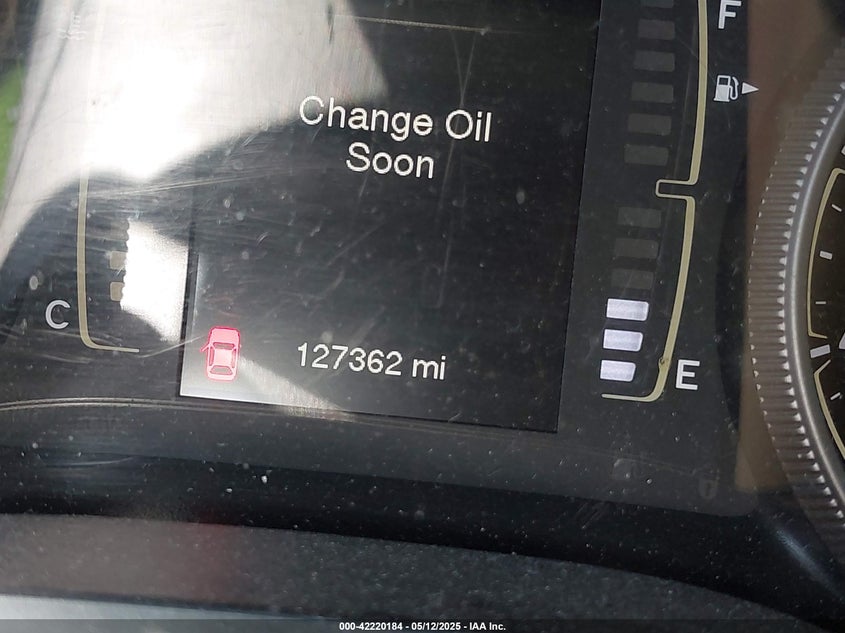 F
Change Oil
Soon
C
127362 mi
E
000-42220184 - 05/12/2025 - IAA Inc.